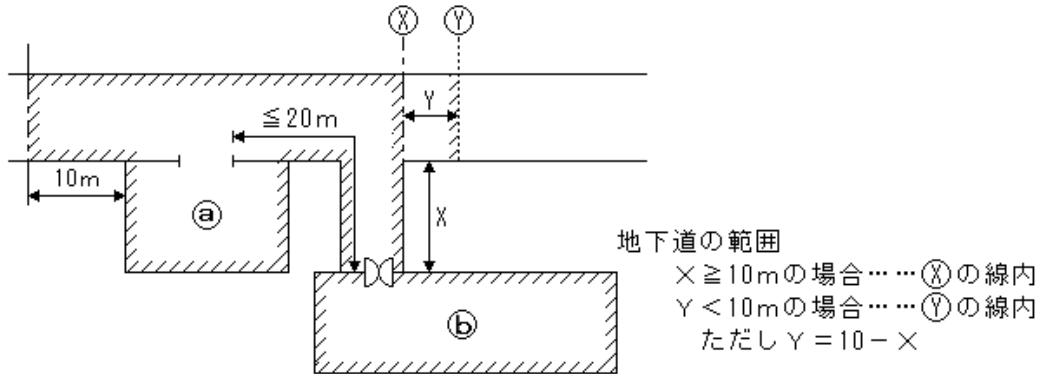 Ⓧ Ⓨ
Y
≦20m
10m
ⓐ
X
ⓑ
地下道の範囲
X≧10mの場合……Ⓧの線内
Y<10mの場合……Ⓨの線内
ただしY=10-X